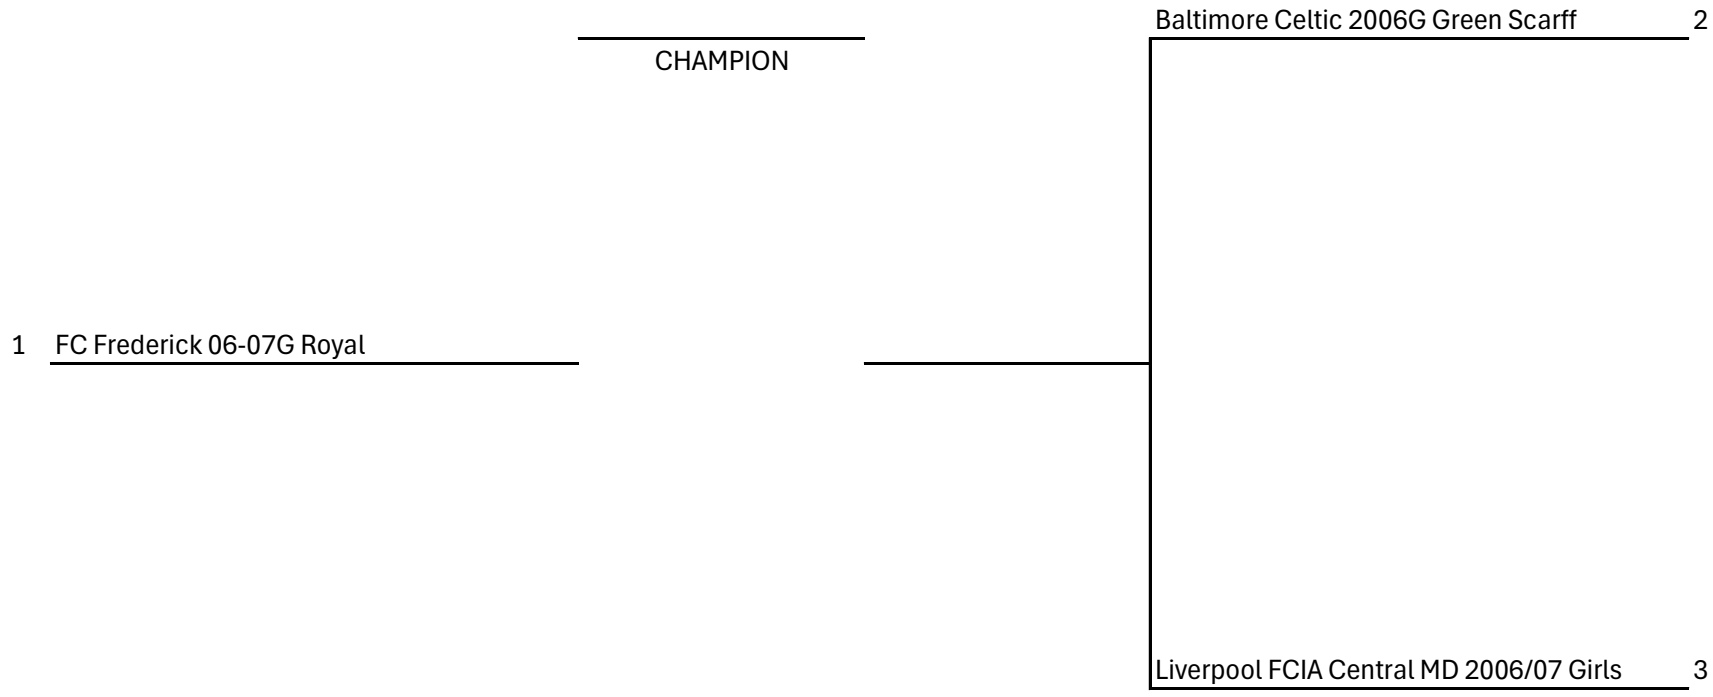 Baltimore Celtic 2006G Green Scarff 2
CHAMPION
1 FC Frederick 06-07G Royal
Liverpool FCIA Central MD 2006/07 Girls 3